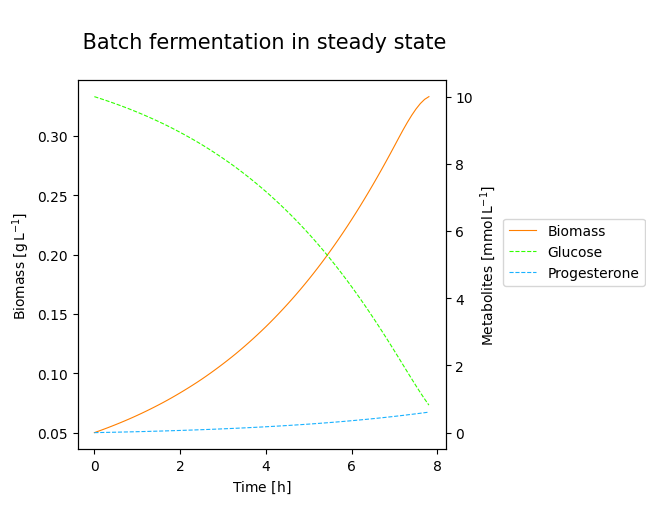 Batch fermentation in steady state
Biomass [g L⁻¹]
0.30
0.25
0.20
0.15
0.10
0.05
0
2
4
6
8
Time [h]
10
8
6
4
2
0
Metabolites [mmol L⁻¹]
Biomass
Glucose
Progesterone